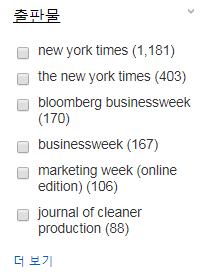 출판물
new york times (1,181)
the new york times (403)
bloomberg businessweek
(170)
businessweek (167)
marketing week (online
edition) (106)
journal of cleaner
production (88)
더 보기